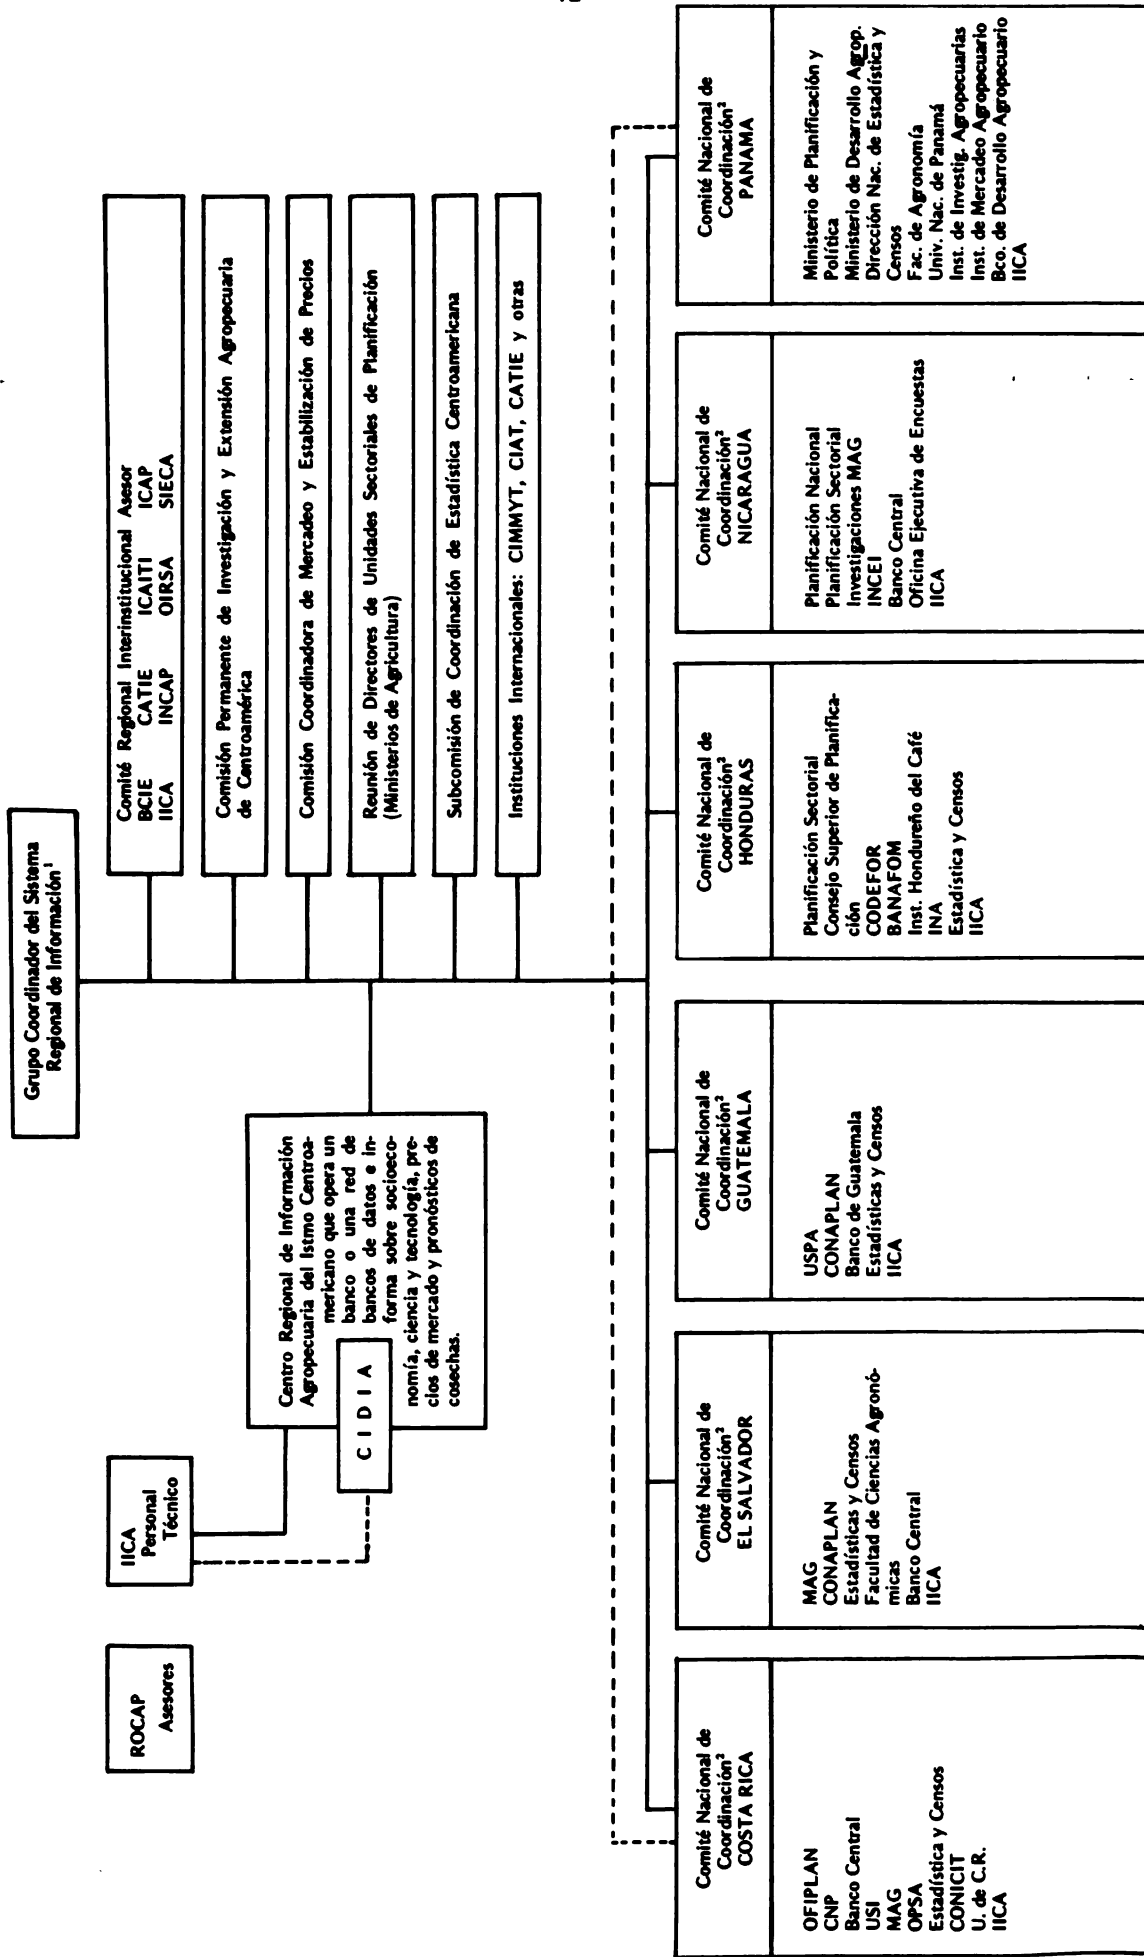 Grupo Coordinador del Sistema
Regional de Información¹
Comité Regional Interinstitucional Asesor
BCIE CATIE ICAITI ICAP
IICA INCAP OIRSA SIECA
Comisión Permanente de Investigación y Extensión Agropecuaria
de Centroamérica
Comisión Coordinadora de Mercadeo y Estabilización de Precios
Reunión de Directores de Unidades Sectoriales de Planificación
(Ministerios de Agricultura)
Subcomisión de Coordinación de Estadística Centroamericana
Instituciones Internacionales: CIMMYT, CIAT, CATIE y otras
ROCAP
Asesores
IICA
Personal
Técnico
Centro Regional de Información
Agropecuaria del Istmo Centroa-
mericano que opera un
banco o una red de
bancos de datos e in-
forma sobre socioeco-
nomía, ciencia y tecnología, pre-
cios de mercado y pronósticos de
cosechas.
C I D I A
Comité Nacional de
Coordinación²
COSTA RICA
OFIPLAN
CNP
Banco Central
USI
MAG
OPSA
Estadística y Censos
CONICIT
U. de C.R.
IICA
Comité Nacional de
Coordinación²
EL SALVADOR
MAG
CONAPLAN
Estadísticas y Censos
Facultad de Ciencias Agronó-
micas
Banco Central
IICA
Comité Nacional de
Coordinación²
GUATEMALA
USPA
CONAPLAN
Banco de Guatemala
Estadísticas y Censos
IICA
Comité Nacional de
Coordinación²
HONDURAS
Planificación Sectorial
Consejo Superior de Planifica-
ción
CODEFOR
BANAFOM
Inst. Hondureño del Café
INA
Estadística y Censos
IICA
Comité Nacional de
Coordinación²
NICARAGUA
Planificación Nacional
Planificación Sectorial
Investigaciones MAG
INCEI
Banco Central
Oficina Ejecutiva de Encuestas
IICA
Comité Nacional de
Coordinación²
PANAMA
Ministerio de Planificación y
Política
Ministerio de Desarrollo Agrop.
Dirección Nac. de Estadística y
Censos
Fac. de Agronomía
Univ. Nac. de Panamá
Inst. de Investig. Agropecuarias
Inst. de Mercadeo Agropecuario
Bco. de Desarrollo Agropecuario
IICA